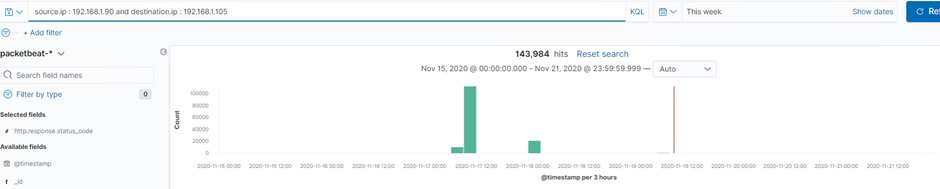 source.ip : 192.168.1.90 and destination.ip : 192.168.1.105
KQL
This week
Show dates
Ref
+ Add filter
packetbeat-*
143,984 hits
Reset search
Nov 15, 2020 @ 00:00:00.000 - Nov 21, 2020 @ 23:59:59.999 —
Auto
Search field names
Filter by type
0
Selected fields
http.response.status_code
Available fields
@timestamp
_id
Count
100000
80000
60000
40000
20000
0
2020-11-15 00:00
2020-11-15 12:00
2020-11-16 00:00
2020-11-16 12:00
2020-11-17 00:00
2020-11-17 12:00
2020-11-18 00:00
2020-11-18 12:00
2020-11-19 00:00
2020-11-19 12:00
2020-11-20 00:00
2020-11-20 12:00
2020-11-21 00:00
2020-11-21 12:00
@timestamp per 3 hours